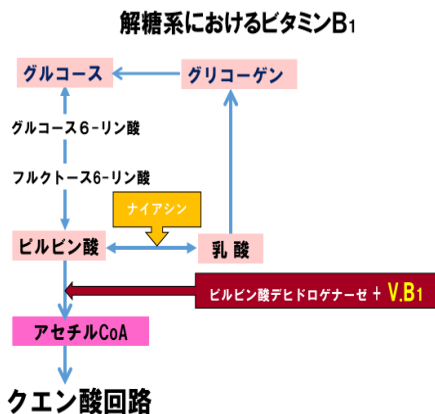 解糖系におけるビタミンB₁
グルコース
グリコーゲン
グルコース6-リン酸
フルクトース6-リン酸
ナイアシン
ピルビン酸
乳 酸
ピルビン酸デヒドロゲナーゼ + V.B₁
アセチルCoA
クエン酸回路